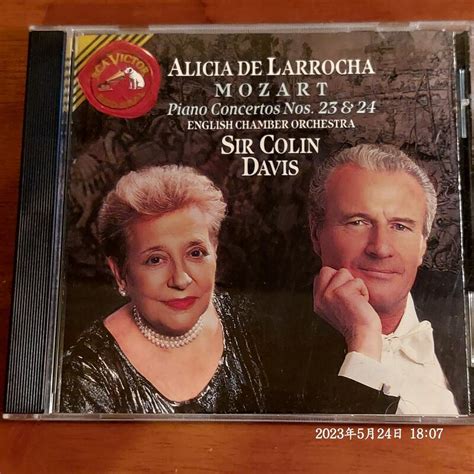 RCA VICTOR
ALICIA DE LARROCHA
MOZART
Piano Concertos Nos. 23 & 24
ENGLISH CHAMBER ORCHESTRA
SIR COLIN
DAVIS
2023年5月24日 18:07